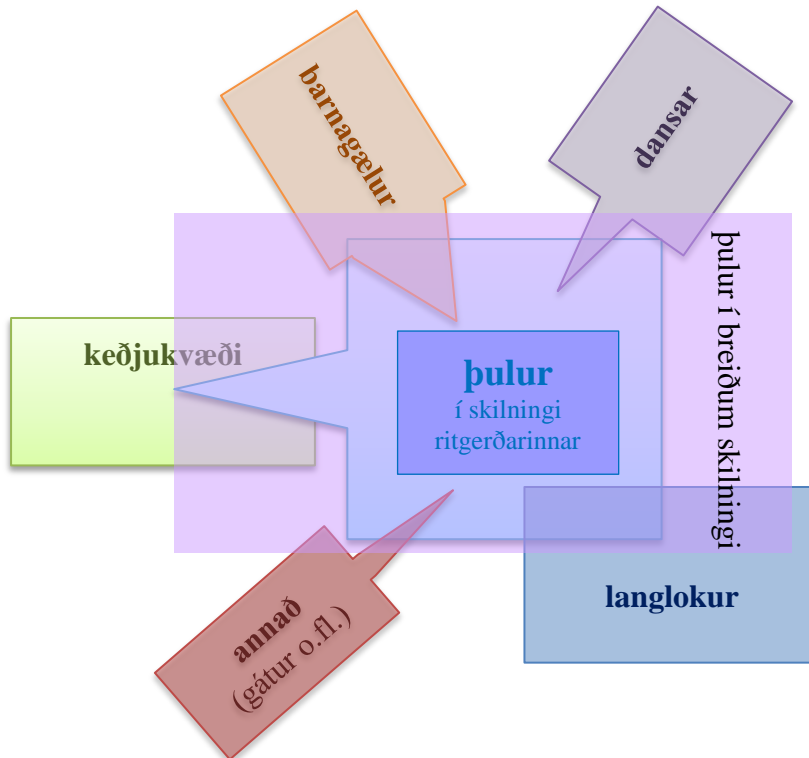 barnagælur
dansar
þulur í breiðum skilningi
keðjukvæði
þulur
í skilningi
ritgerðarinnar
langlokur
annað
(gátur o.fl.)